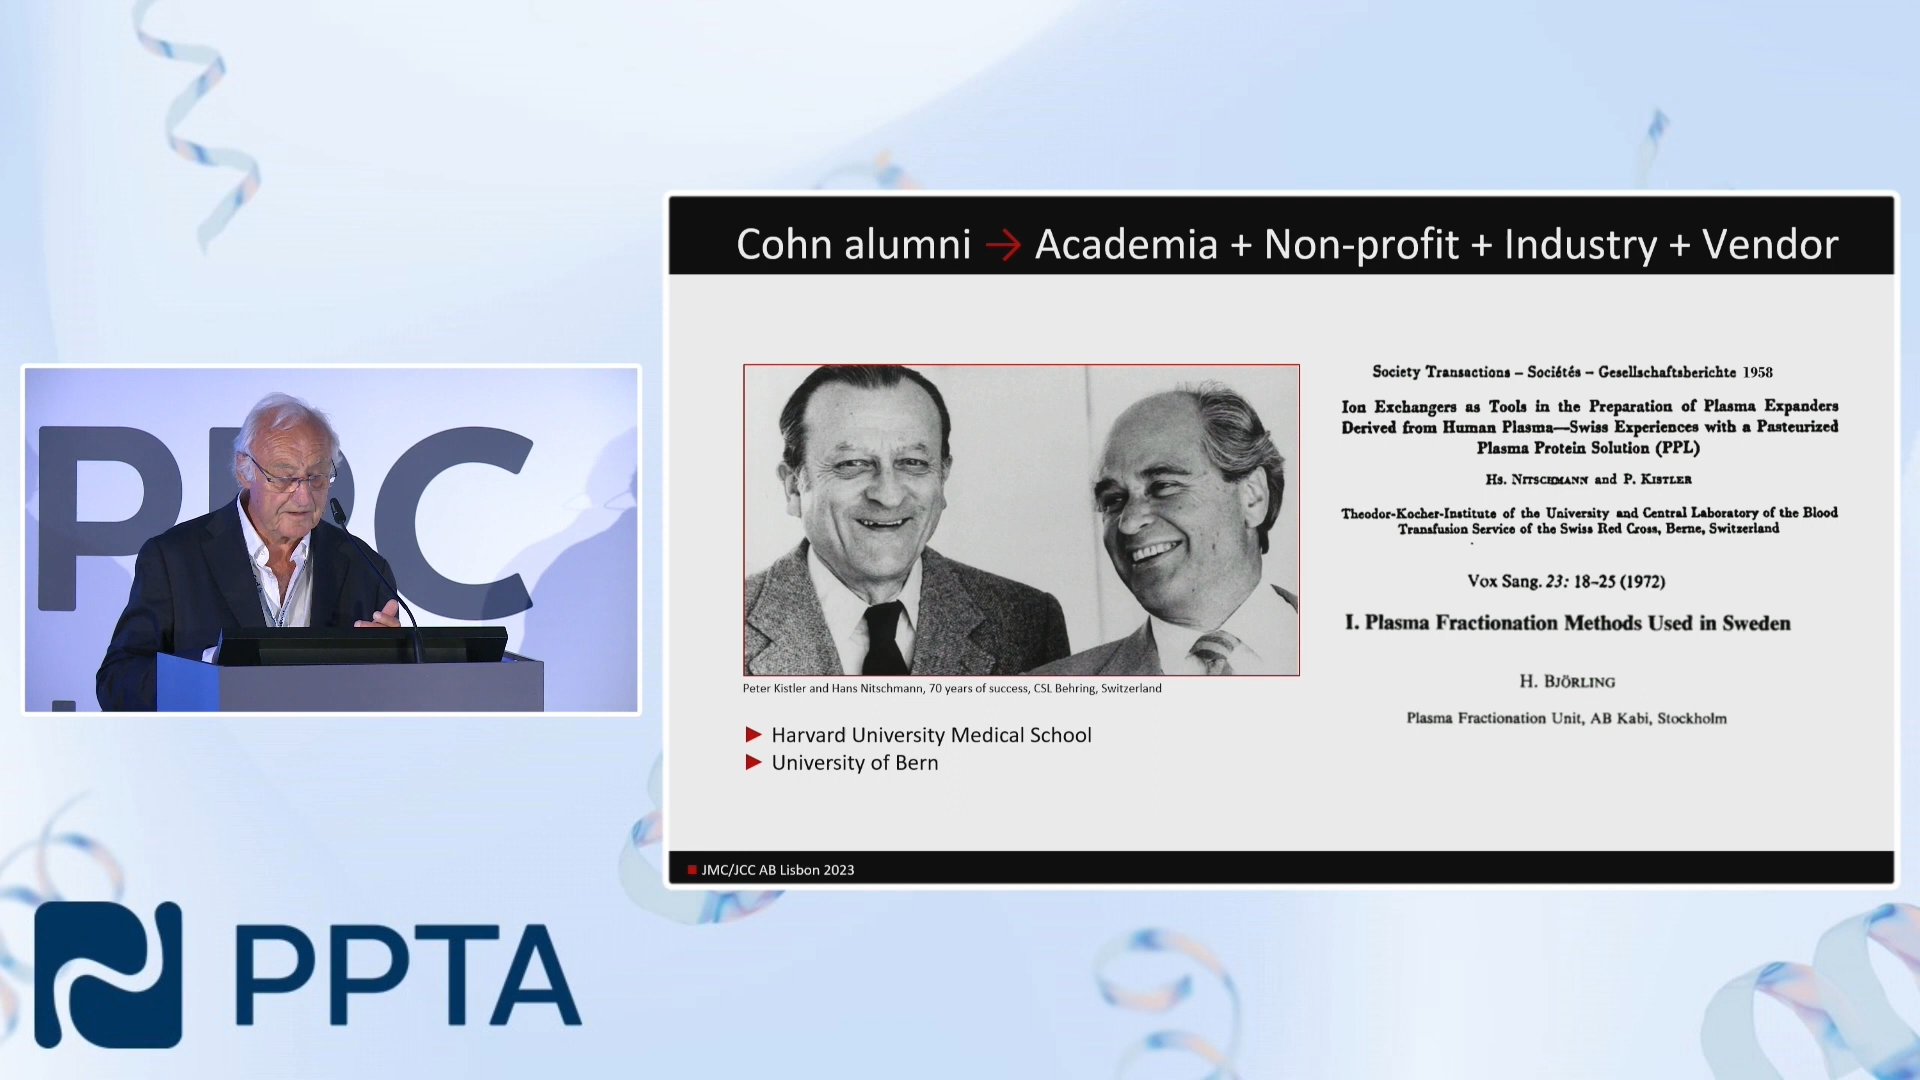 Cohn alumni → Academia + Non-profit + Industry + Vendor
Society Transactions – Sociétés – Gesellschaftsberichte 1958
Ion Exchangers as Tools in the Preparation of Plasma Expanders
Derived from Human Plasma—Swiss Experiences with a Pasteurized
Plasma Protein Solution (PPL)
Hs. Nitschmann and P. Kistler
Theodor-Kocher-Institute of the University and Central Laboratory of the Blood
Transfusion Service of the Swiss Red Cross, Berne, Switzerland
Vox Sang. 23: 18–25 (1972)
I. Plasma Fractionation Methods Used in Sweden
H. Björling
Plasma Fractionation Unit, AB Kabi, Stockholm
Peter Kistler and Hans Nitschmann, 70 years of success, CSL Behring, Switzerland
Harvard University Medical School
University of Bern
JMC/JCC AB Lisbon 2023
PPTA